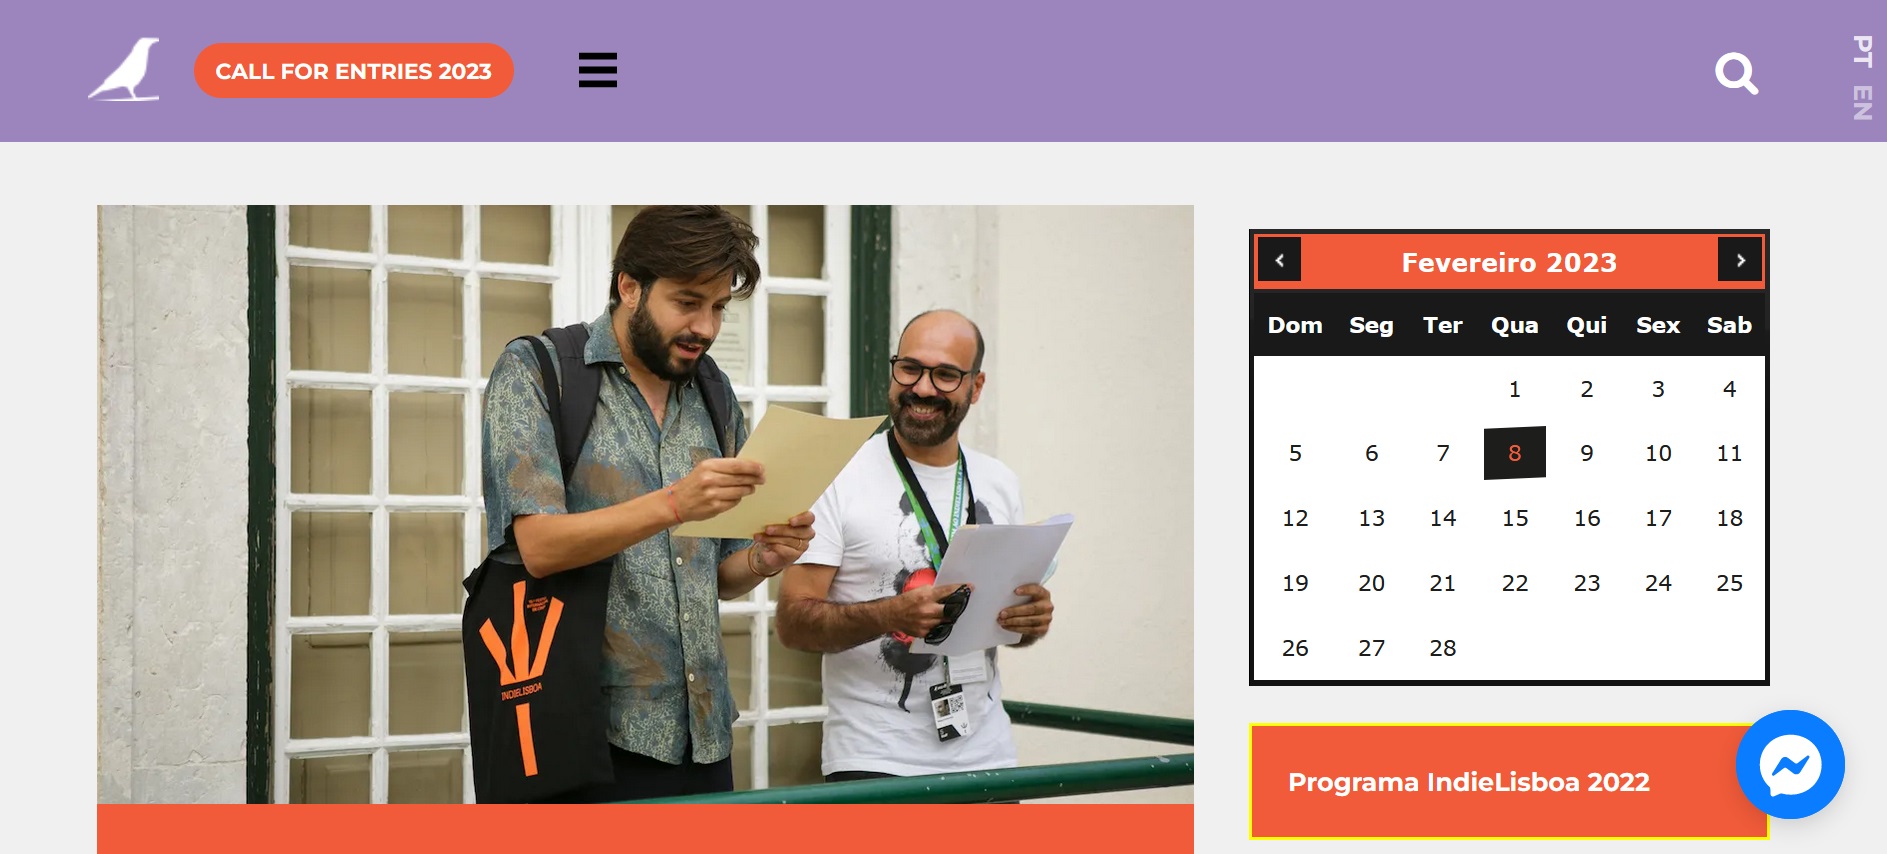 CALL FOR ENTRIES 2023
PT EN
Fevereiro 2023
Dom Seg Ter Qua Qui Sex Sab
1 2 3 4
5 6 7 8 9 10 11
12 13 14 15 16 17 18
19 20 21 22 23 24 25
26 27 28
INDIELISBOA
Programa IndieLisboa 2022